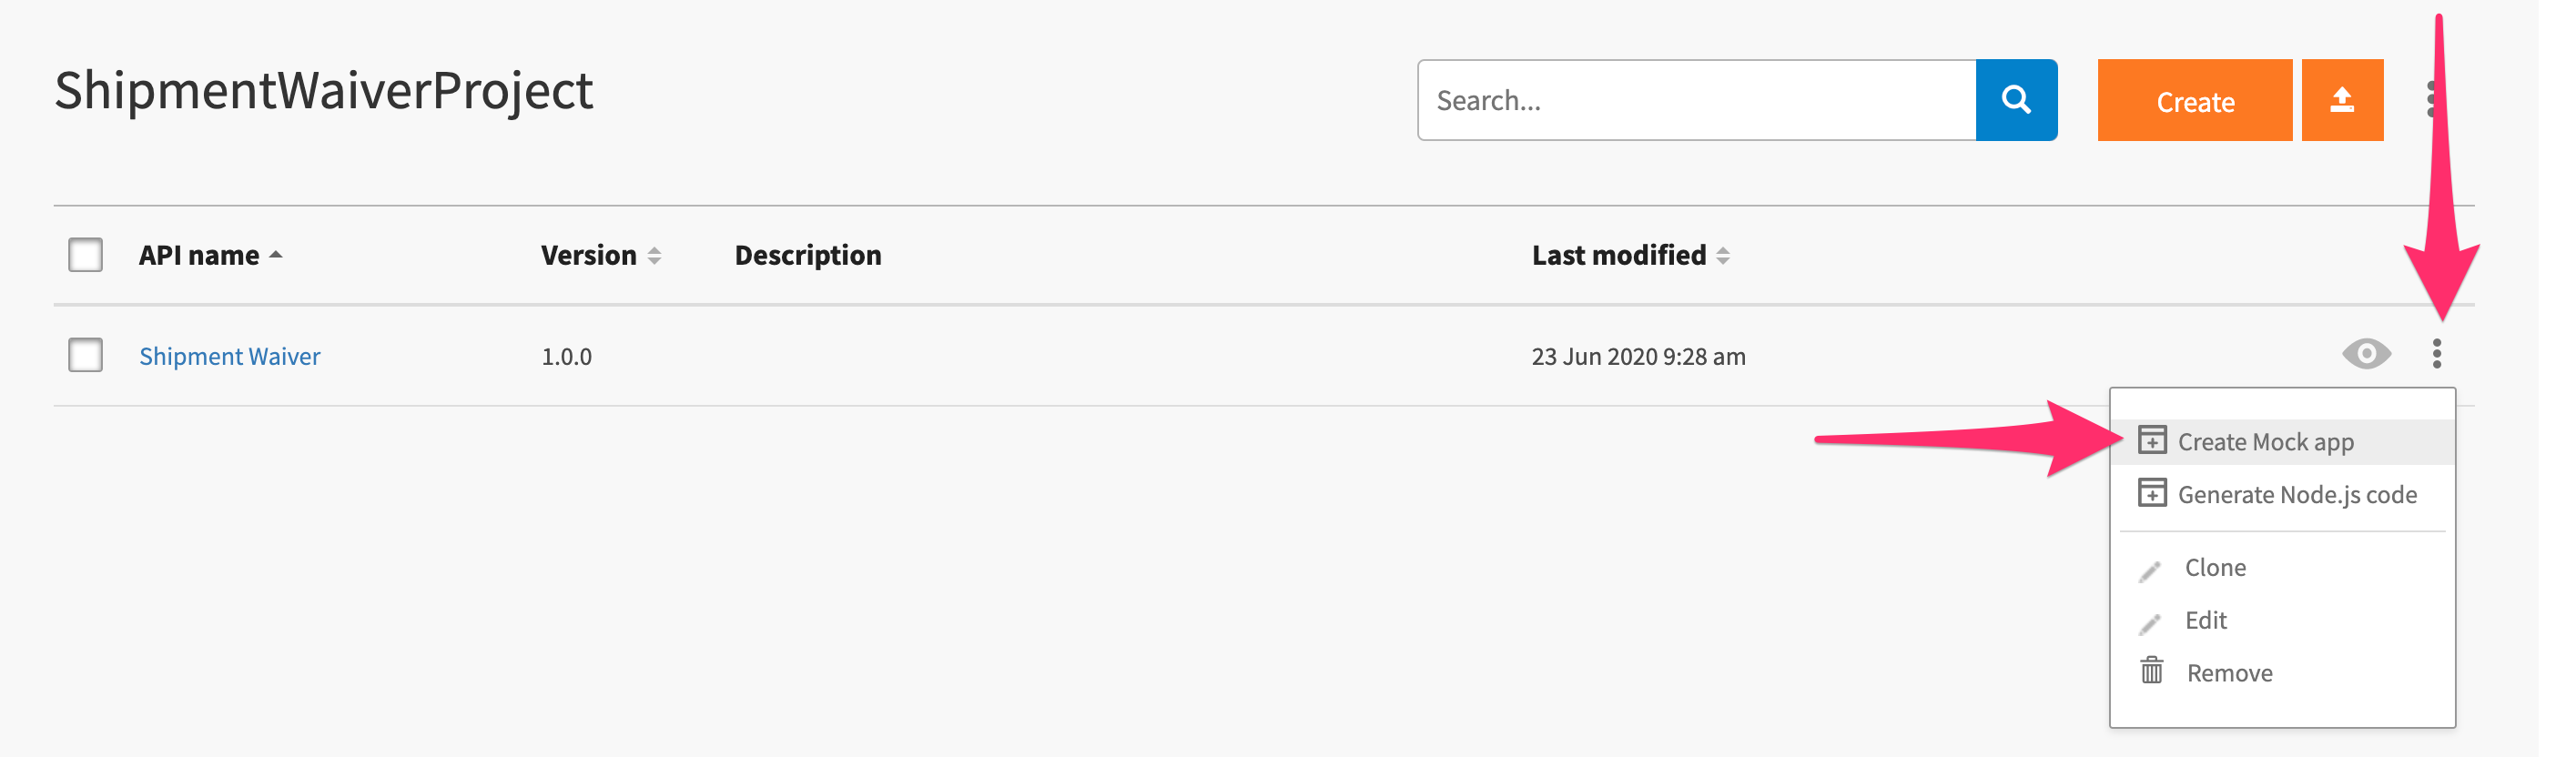 ShipmentWaiverProject
Search...
Create
API name
Version
Description
Last modified
Shipment Waiver
1.0.0
23 Jun 2020 9:28 am
Create Mock app
Generate Node.js code
Clone
Edit
Remove